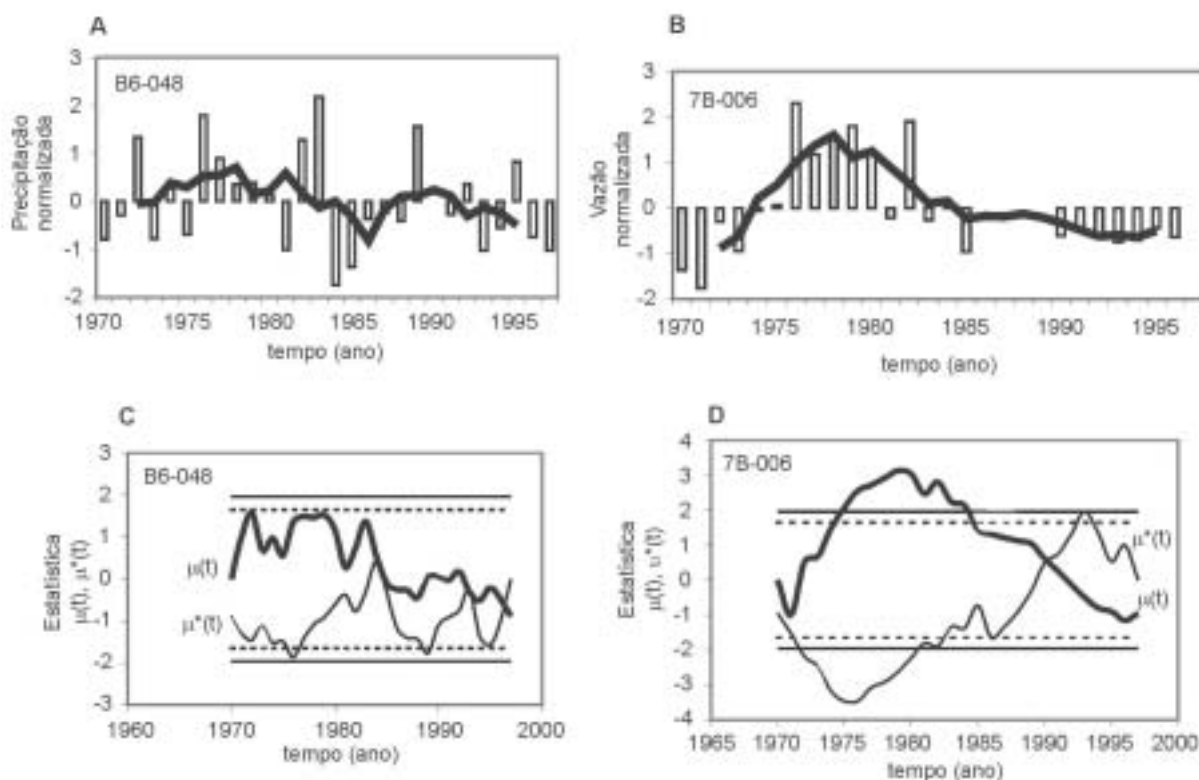 A
B6-048
Precipitação
normalizada
3
2
1
0
-1
-2
1970 1975 1980 1985 1990 1995
tempo (ano)
B
7B-006
Vazão
normalizada
3
2
1
0
-1
-2
1970 1975 1980 1985 1990 1995
tempo (ano)
C
B6-048
Estatística
μ(t), μ*(t)
3
2
1
0
-1
-2
-3
μ(t)
μ*(t)
1960 1970 1980 1990 2000
tempo (ano)
D
7B-006
Estatística
μ(t), υ*(t)
4
3
2
1
0
-1
-2
-3
-4
μ*(t)
μ(t)
1965 1970 1975 1980 1985 1990 1995 2000
tempo (ano)